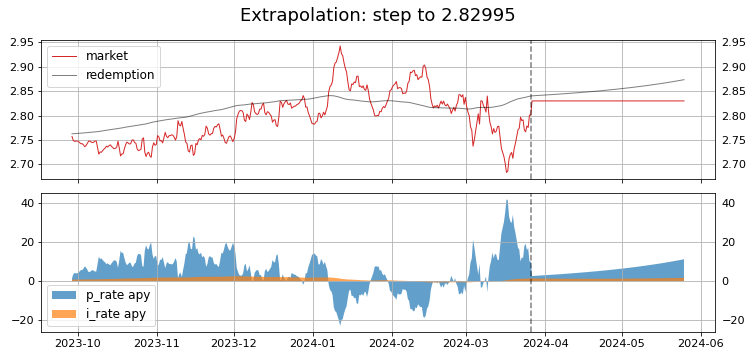 Extrapolation: step to 2.82995
2.95 2.95
market
2.90 2.90
redemption
2.85 2.85
2.80 2.80
2.75 2.75
2.70 2.70
40 40
20 20
0 0
p_rate apy
i_rate apy
−20 −20
2023-10 2023-11 2023-12 2024-01 2024-02 2024-03 2024-04 2024-05 2024-06